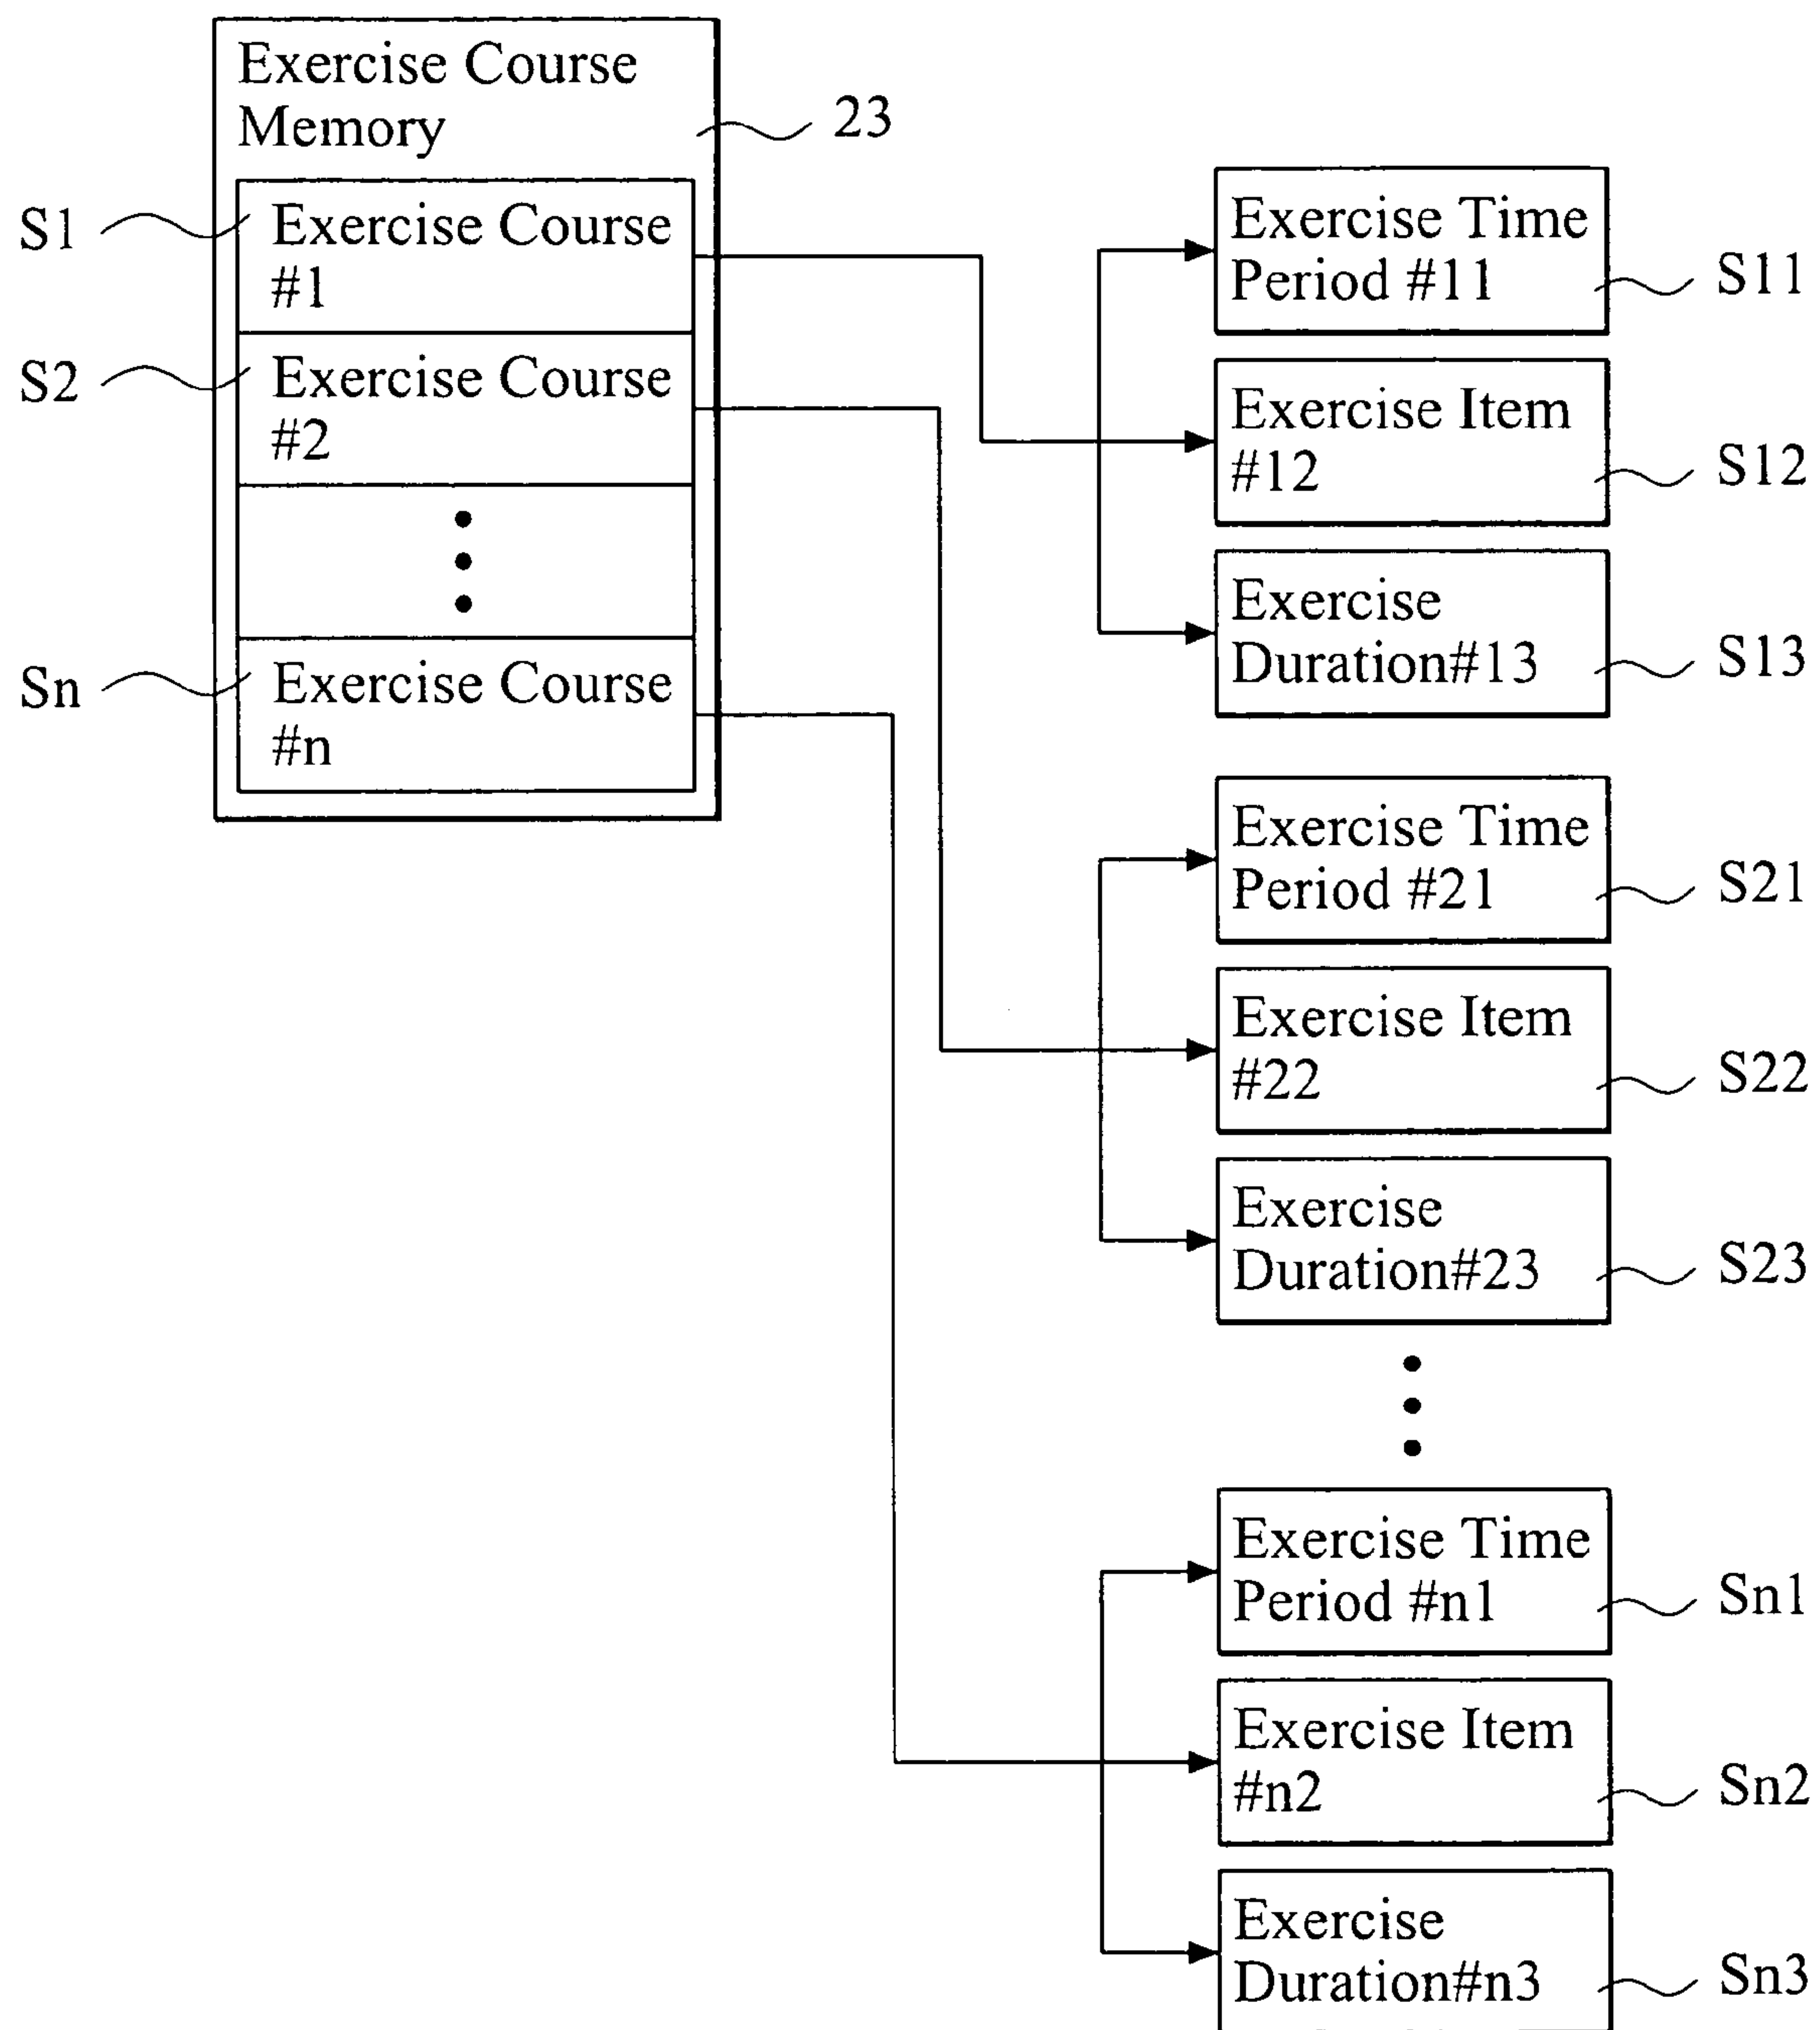 Exercise Course
Memory
23
S1
Exercise Course
#1
S2
Exercise Course
#2
Sn
Exercise Course
#n
Exercise Time
Period #11
S11
Exercise Item
#12
S12
Exercise
Duration#13
S13
Exercise Time
Period #21
S21
Exercise Item
#22
S22
Exercise
Duration#23
S23
Exercise Time
Period #n1
Sn1
Exercise Item
#n2
Sn2
Exercise
Duration#n3
Sn3